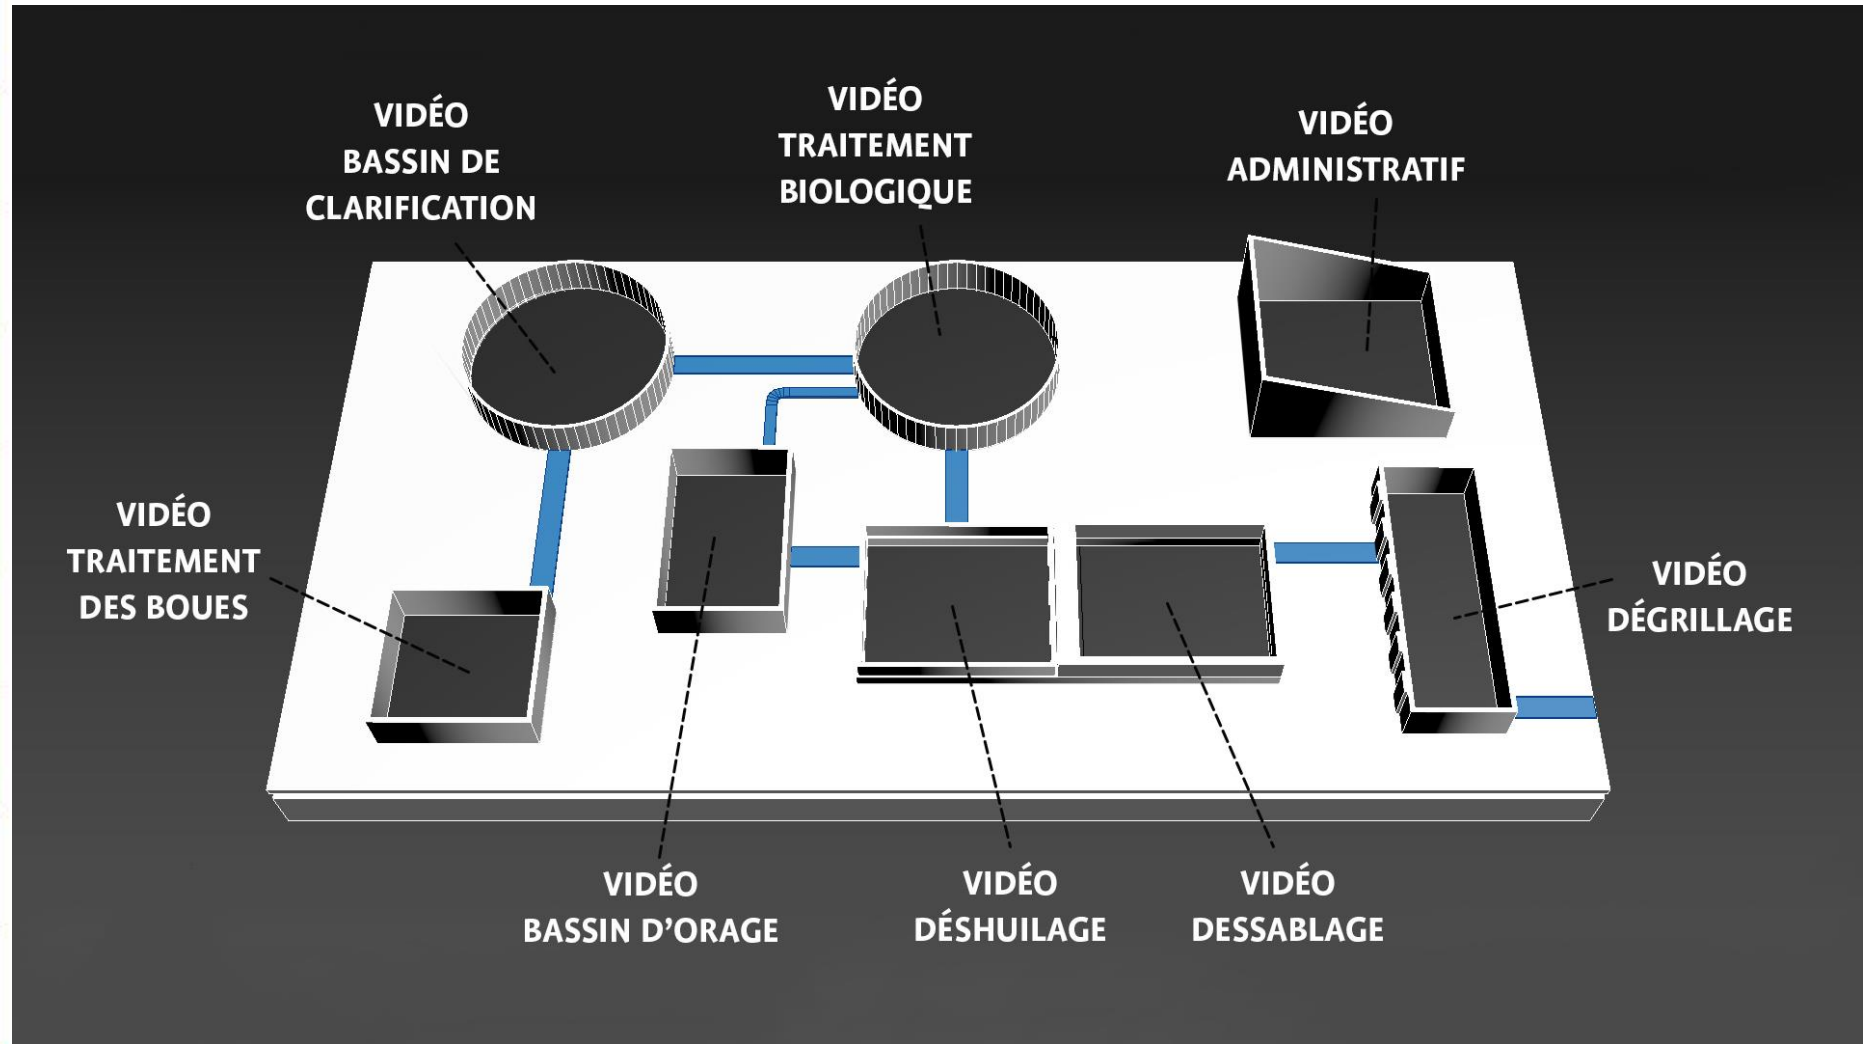 VIDÉO
BASSIN DE
CLARIFICATION
VIDÉO
TRAITEMENT
BIOLOGIQUE
VIDÉO
ADMINISTRATIF
VIDÉO
TRAITEMENT
DES BOUES
VIDÉO
DÉGRILLAGE
VIDÉO
BASSIN D'ORAGE
VIDÉO
DÉSHUILAGE
VIDÉO
DESSABLAGE